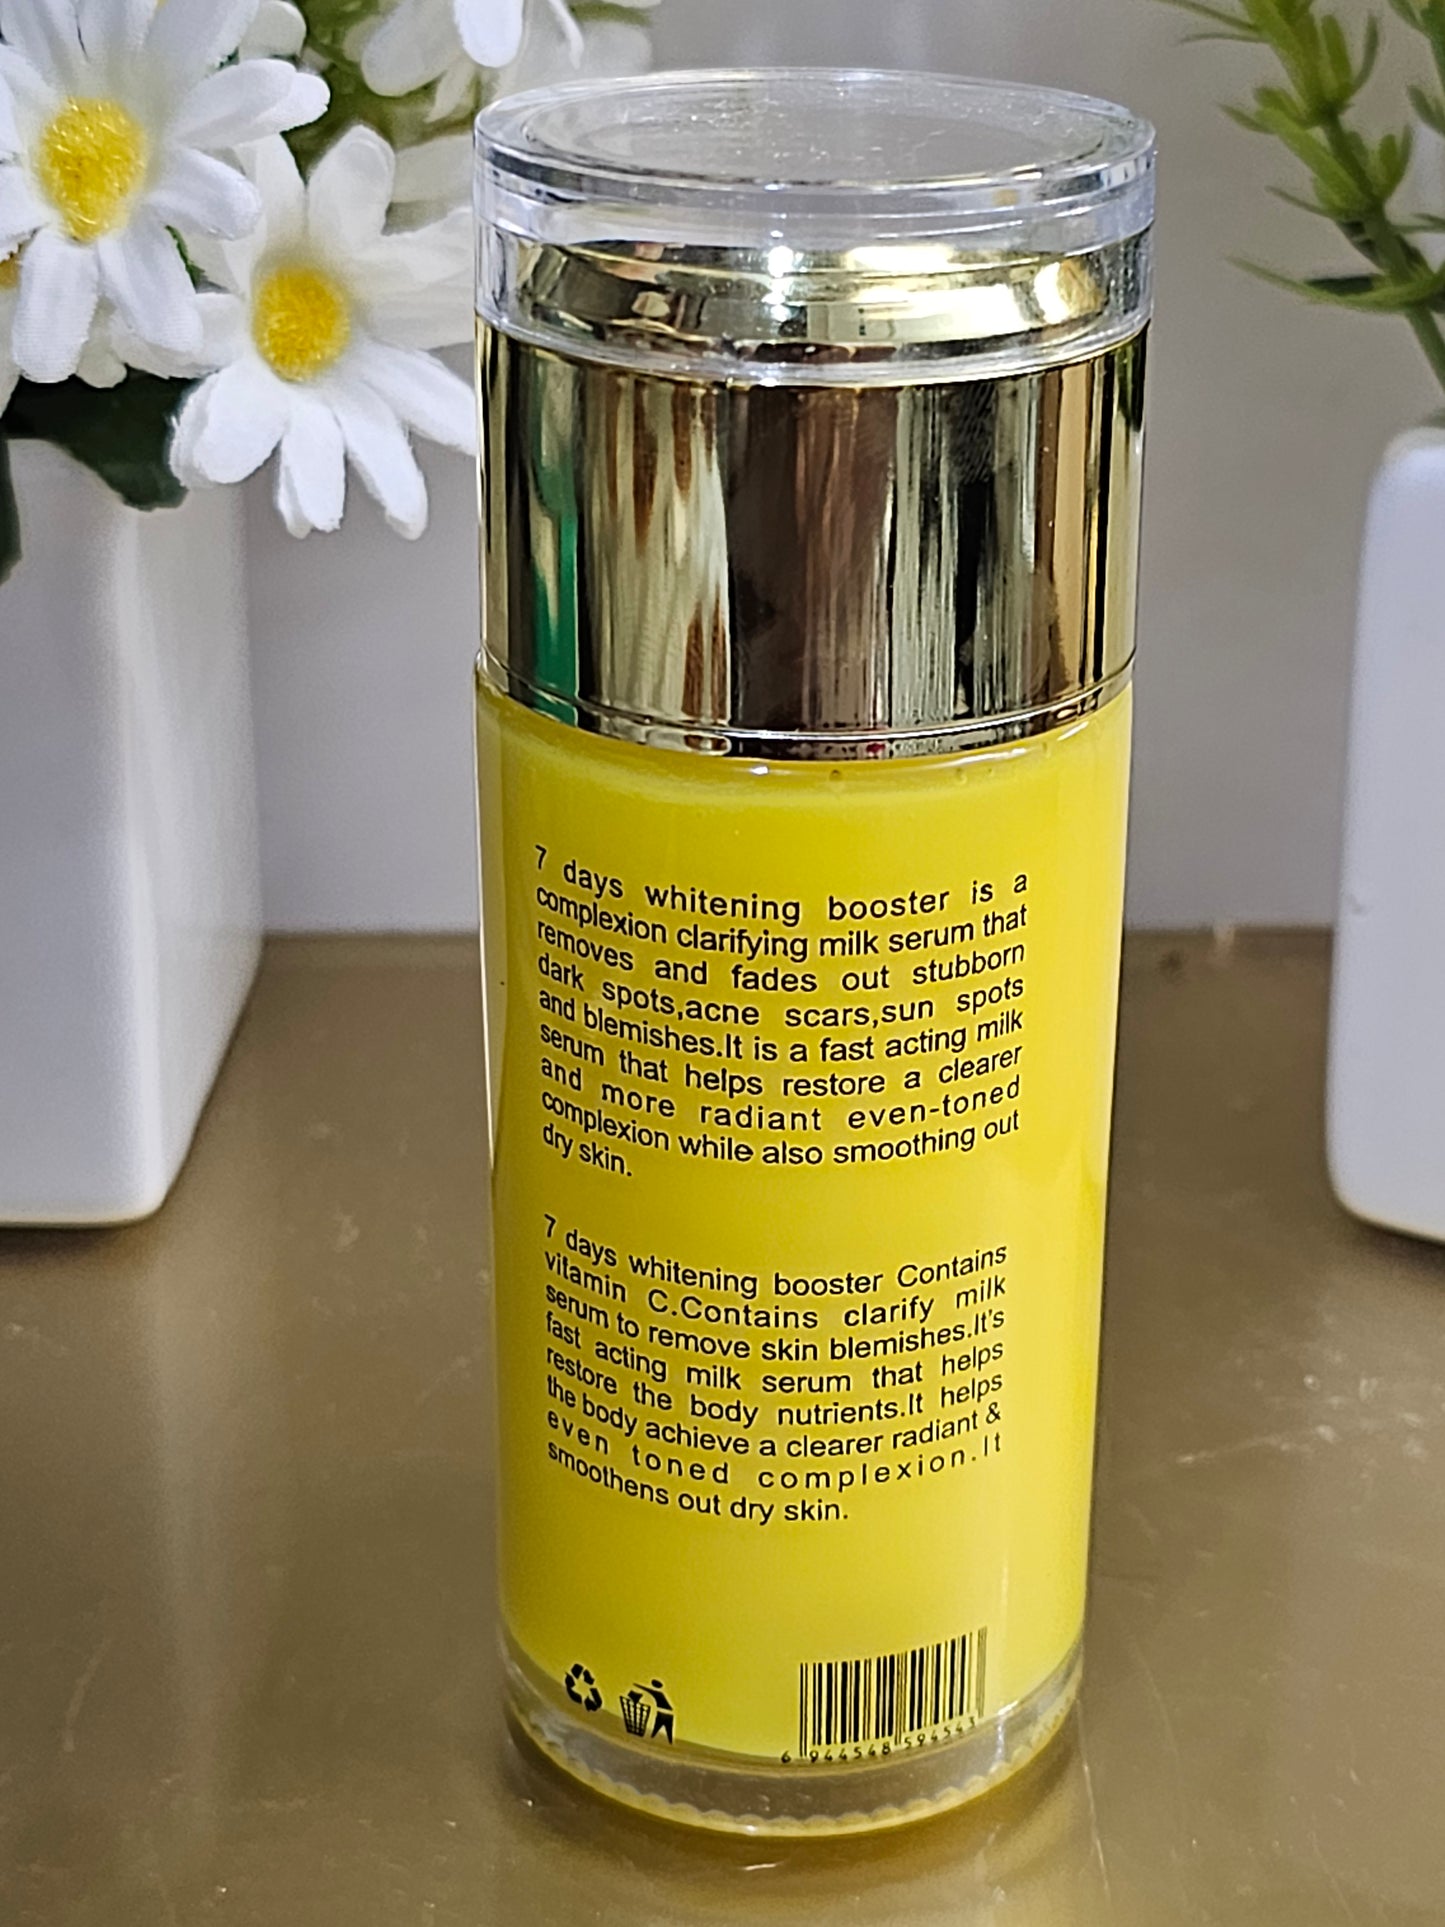 7 days whitening booster is a
complexion clarifying milk serum that
removes and fades out stubborn
dark spots,acne scars,sun spots
and blemishes.It is a fast acting milk
serum that helps restore a clearer
and more radiant even-toned
complexion while also smoothing out
dry skin.
7 days whitening booster Contains
vitamin C.Contains clarify milk
serum to remove skin blemishes.It's
fast acting milk serum that helps
restore the body nutrients.It helps
the body achieve a clearer radiant &
even toned complexion.It
smoothens out dry skin.
6 944548 594543